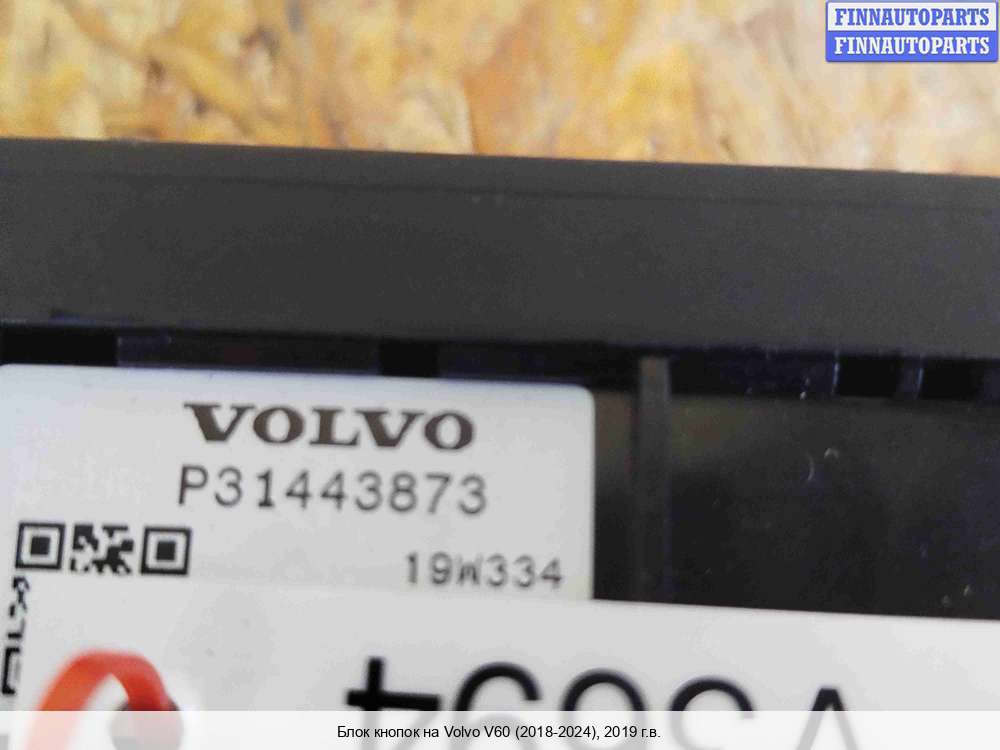 FINNAUTOPARTS
FINNAUTOPARTS
VOLVO
P31443873
19W334
Блок кнопок на Volvo V60 (2018-2024), 2019 г.в.